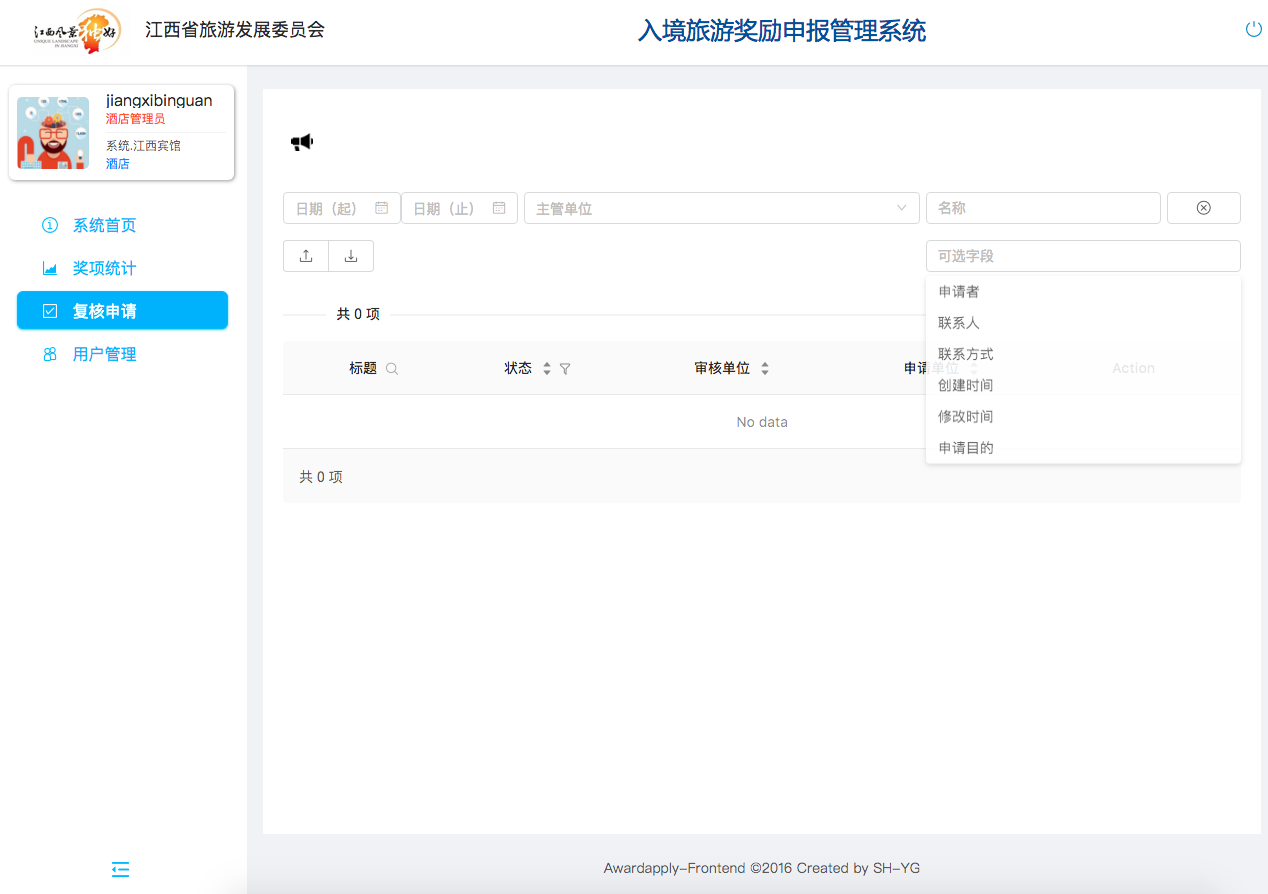 江西风景独好
UNIQUE LANDSCAPE
IN JIANGXI
江西省旅游发展委员会
入境旅游奖励申报管理系统
jiangxibinguan
酒店管理员
系统.江西宾馆
酒店
系统首页
奖项统计
复核申请
用户管理
日期（起） 日期（止） 主管单位 名称
可选字段
申请者
联系人
联系方式
创建时间
修改时间
申请目的
共 0 项
标题 状态 审核单位 申请单位 Action
No data
共 0 项
Awardapply-Frontend ©2016 Created by SH-YG